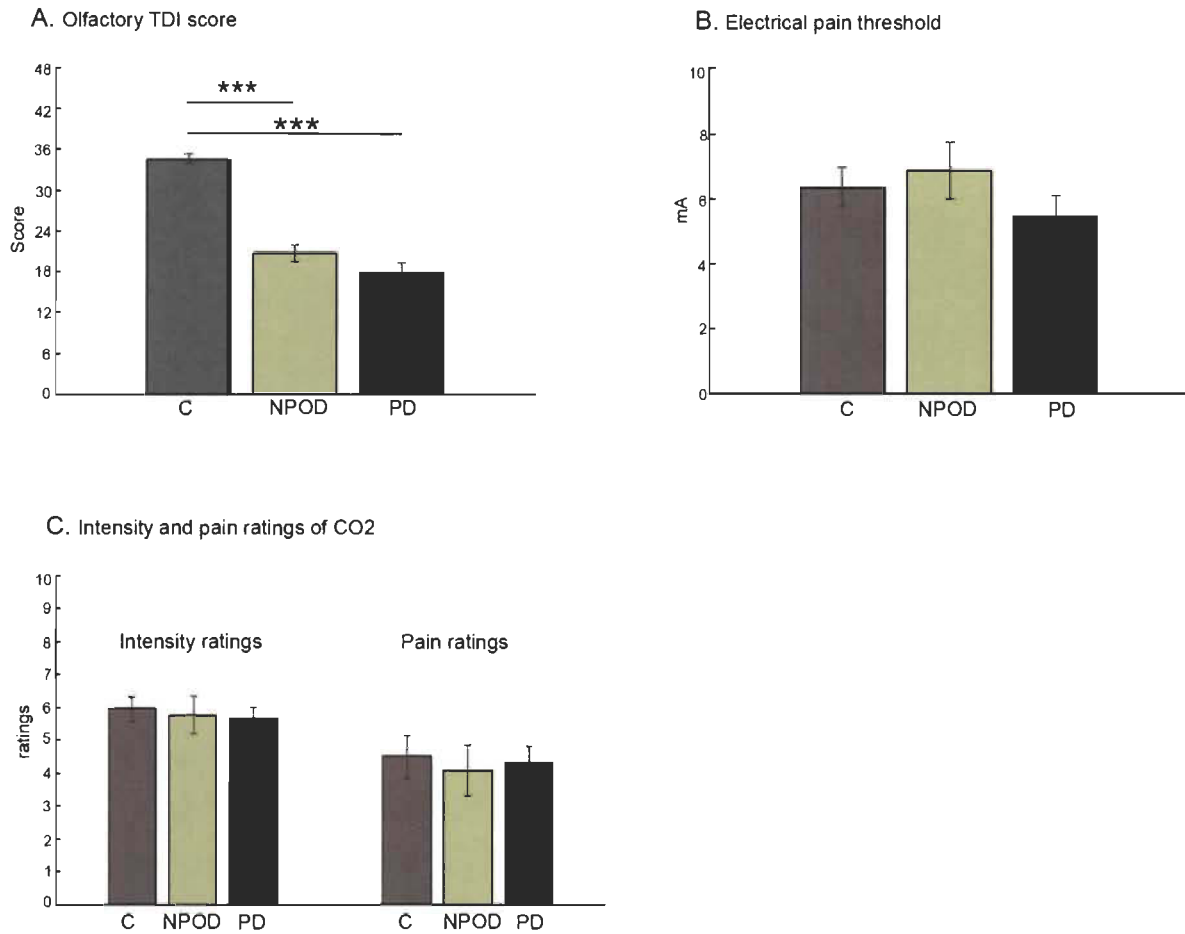 A. Olfactory TDI score
48
42
36
30
24
18
12
6
0
Score
***
***
C NPOD PD
B. Electrical pain threshold
10
8
6
4
2
0
mA
C NPOD PD
C. Intensity and pain ratings of CO2
10
9
8
7
6
5
4
3
2
1
0
ratings
Intensity ratings
Pain ratings
C NPOD PD
C NPOD PD